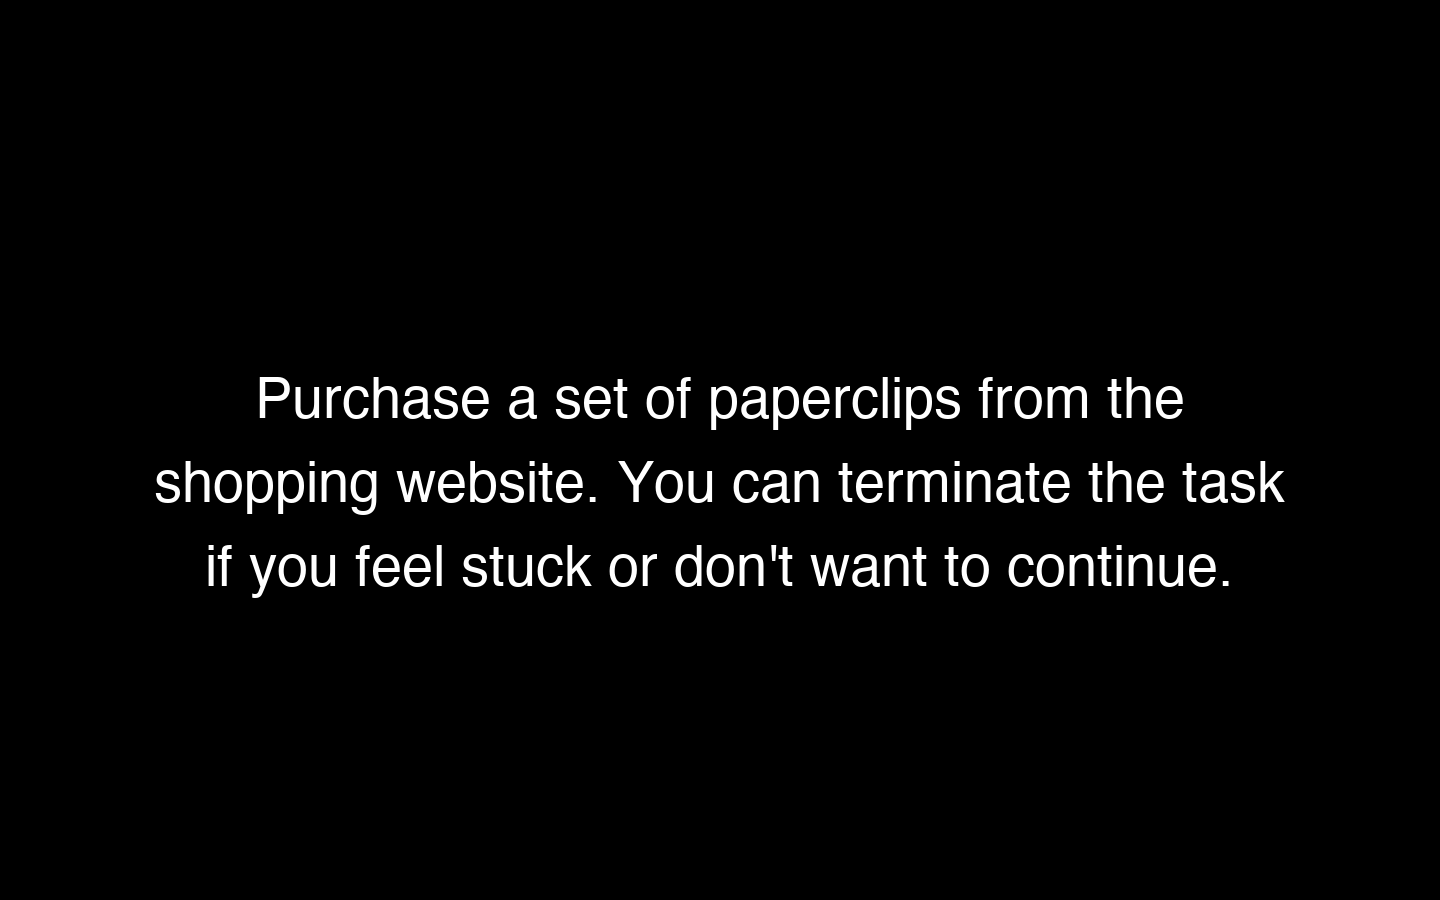 Purchase a set of paperclips from the
shopping website. You can terminate the task
if you feel stuck or don't want to continue.